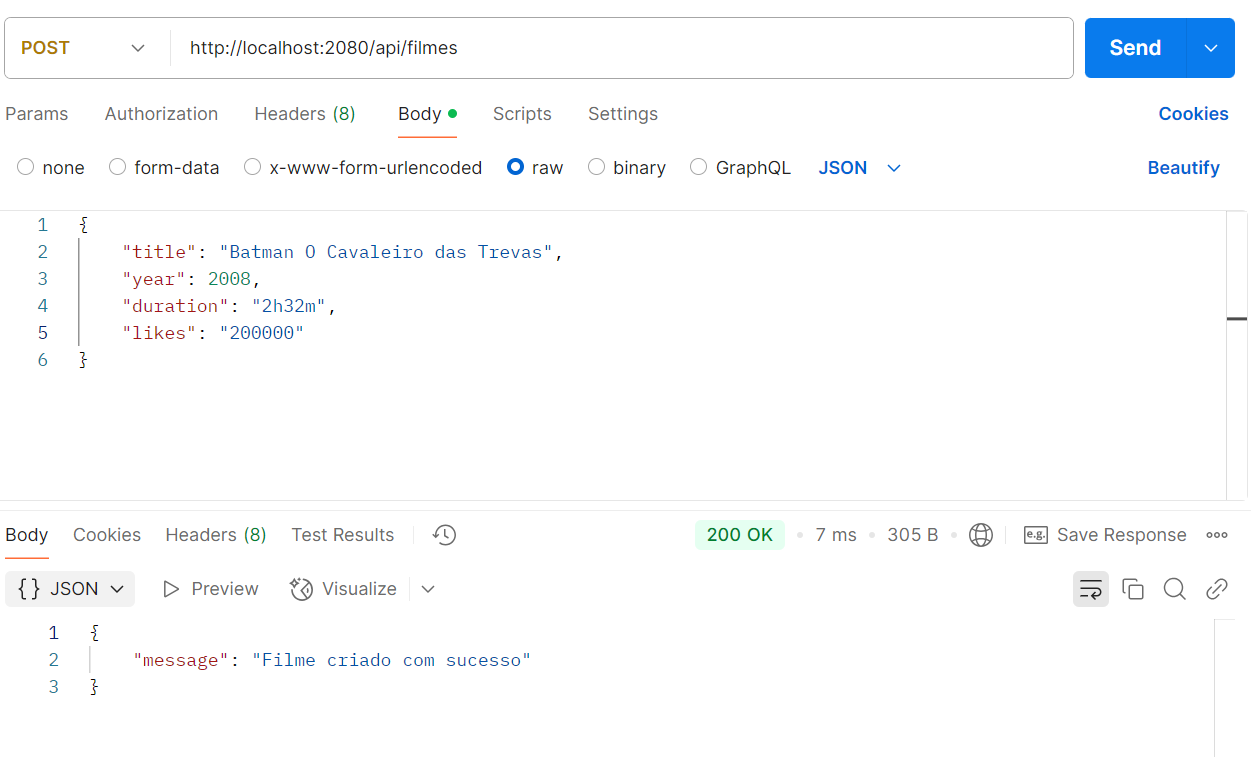 POST http://localhost:2080/api/filmes Send
Params Authorization Headers (8) Body Scripts Settings Cookies
none form-data x-www-form-urlencoded raw binary GraphQL JSON Beautify
1 {
2 "title": "Batman O Cavaleiro das Trevas",
3 "year": 2008,
4 "duration": "2h32m",
5 "likes": "200000"
6 }
Body Cookies Headers (8) Test Results 200 OK • 7 ms • 305 B • e.g. Save Response
{} JSON Preview Visualize
1 {
2 "message": "Filme criado com sucesso"
3 }